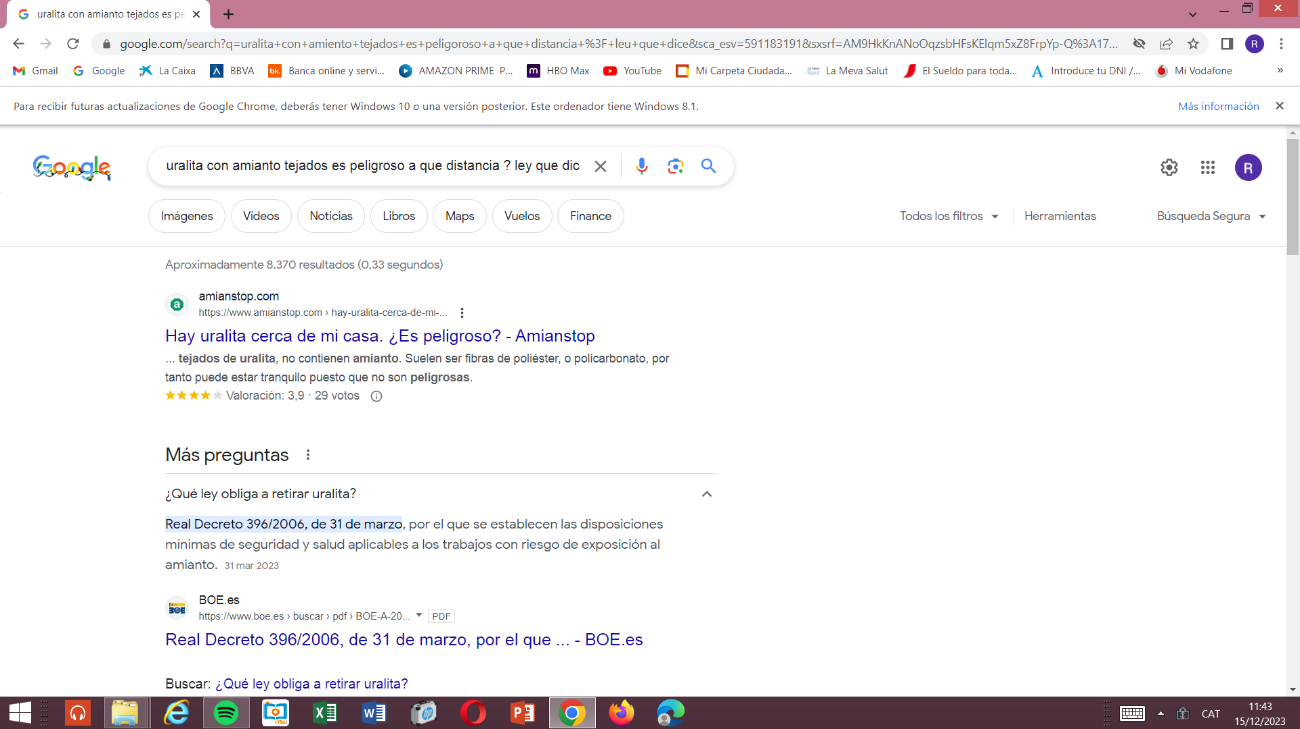 uralita con amianto tejados es pe
google.com/search?q=uralita+con+amiento+tejados+es+peligoroso+a+que+distancia+%3F+leu+que+dice&sca_esv=591183191&sxsrf=AM9HkKnANoOqzsbHFsKElqm5xZ8FrpYp-Q%3A17...
R
Gmail Google La Caixa BBVA Banca online y servi... AMAZON PRIME P... HBO Max YouTube Mi Carpeta Ciudada... La Meva Salut El Sueldo para toda... Introduce tu DNI /... Mi Vodafone »
Para recibir futuras actualizaciones de Google Chrome, deberás tener Windows 10 o una versión posterior. Este ordenador tiene Windows 8.1. Más información
Google uralita con amianto tejados es peligroso a que distancia ? ley que dic R
Imágenes Vídeos Noticias Libros Maps Vuelos Finance Todos los filtros Herramientas Búsqueda Segura
Aproximadamente 8.370 resultados (0,33 segundos)
amianstop.com
https://www.amianstop.com › hay-uralita-cerca-de-mi-...
Hay uralita cerca de mi casa. ¿Es peligroso? - Amianstop
... tejados de uralita, no contienen amianto. Suelen ser fibras de poliéster, o policarbonato, por
tanto puede estar tranquilo puesto que no son peligrosas.
Valoración: 3,9 · 29 votos
Más preguntas
¿Qué ley obliga a retirar uralita?
Real Decreto 396/2006, de 31 de marzo, por el que se establecen las disposiciones
mínimas de seguridad y salud aplicables a los trabajos con riesgo de exposición al
amianto. 31 mar 2023
BOE.es
https://www.boe.es › buscar › pdf › BOE-A-20... PDF
Real Decreto 396/2006, de 31 de marzo, por el que ... - BOE.es
Buscar: ¿Qué ley obliga a retirar uralita?
CAT
11:43
15/12/2023